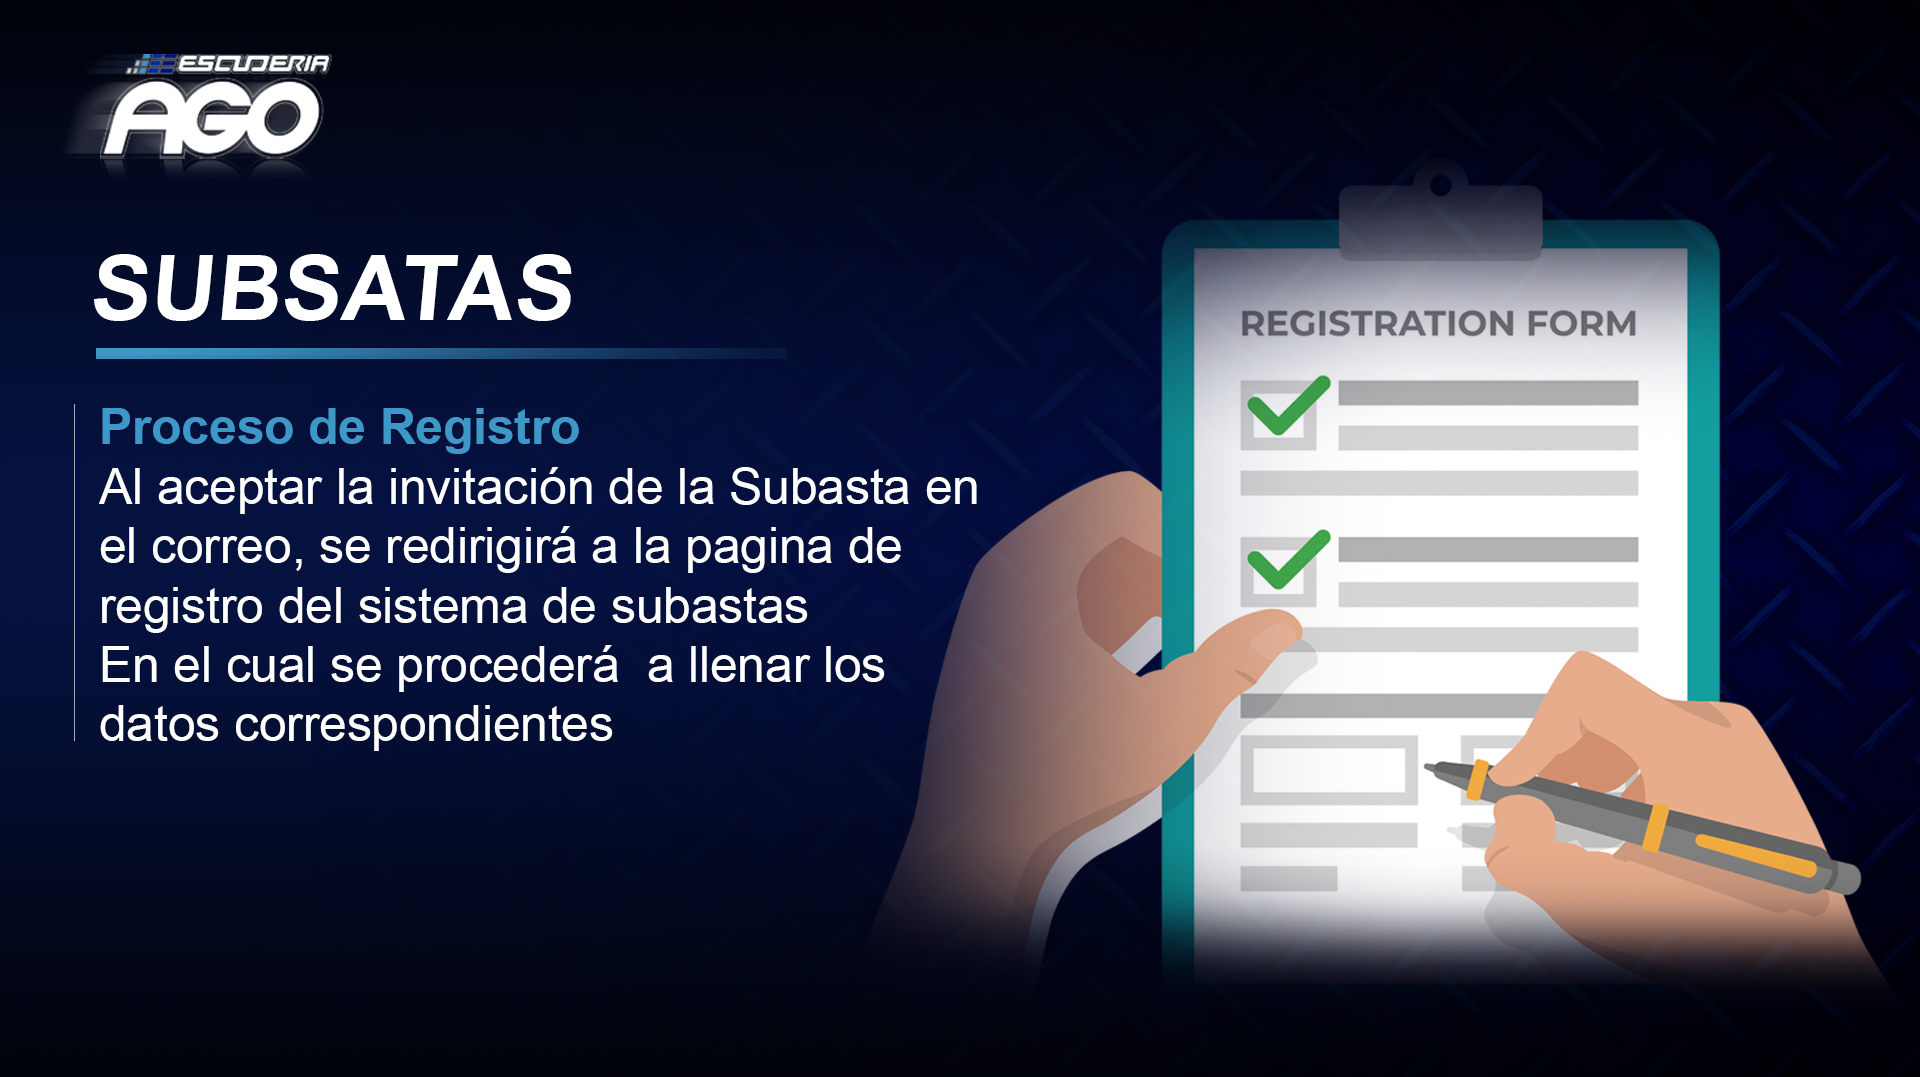 ESCUDERIA
AGO
SUBSATAS
Proceso de Registro
Al aceptar la invitación de la Subasta en
el correo, se redirigirá a la pagina de
registro del sistema de subastas
En el cual se procederá  a llenar los
datos correspondientes
REGISTRATION FORM